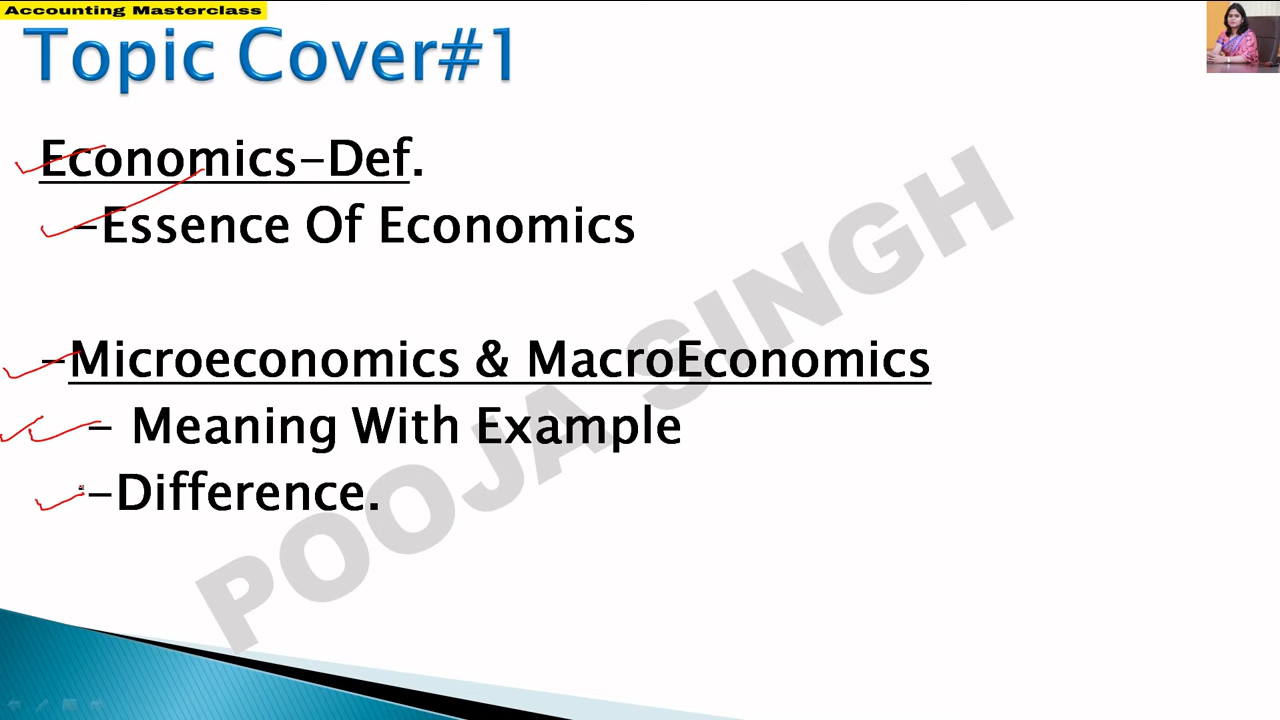 Accounting Masterclass
Topic Cover#1
Economics-Def.
-Essence Of Economics
-Microeconomics & MacroEconomics
- Meaning With Example
-Difference.
POOJA SINGH